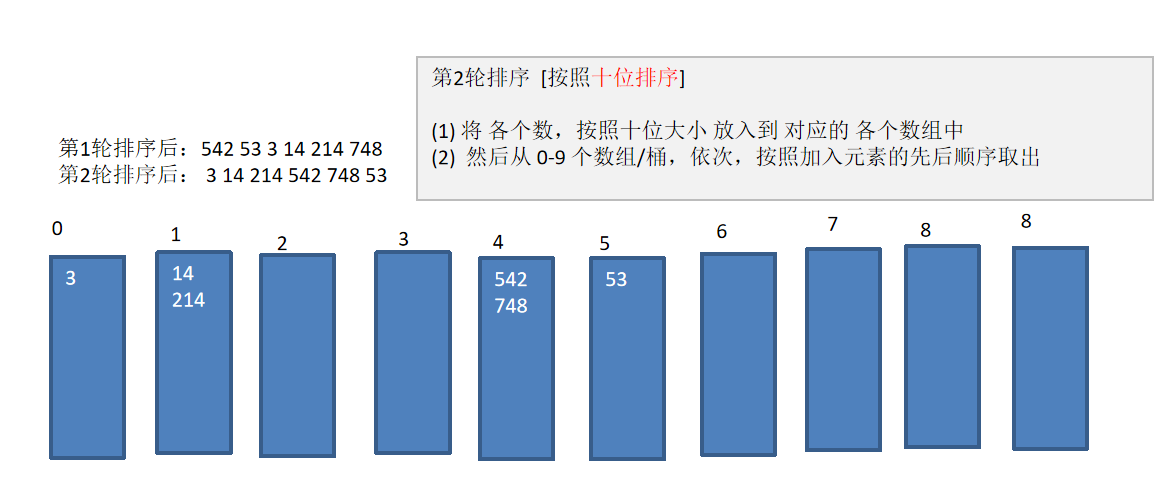 第2轮排序 [按照十位排序]
(1) 将 各个数，按照十位大小 放入到 对应的 各个数组中
(2) 然后从 0-9 个数组/桶，依次，按照加入元素的先后顺序取出
第1轮排序后：542 53 3 14 214 748
第2轮排序后： 3 14 214 542 748 53
0 1 2 3 4 5 6 7 8 8
3 14 542 53
214 748